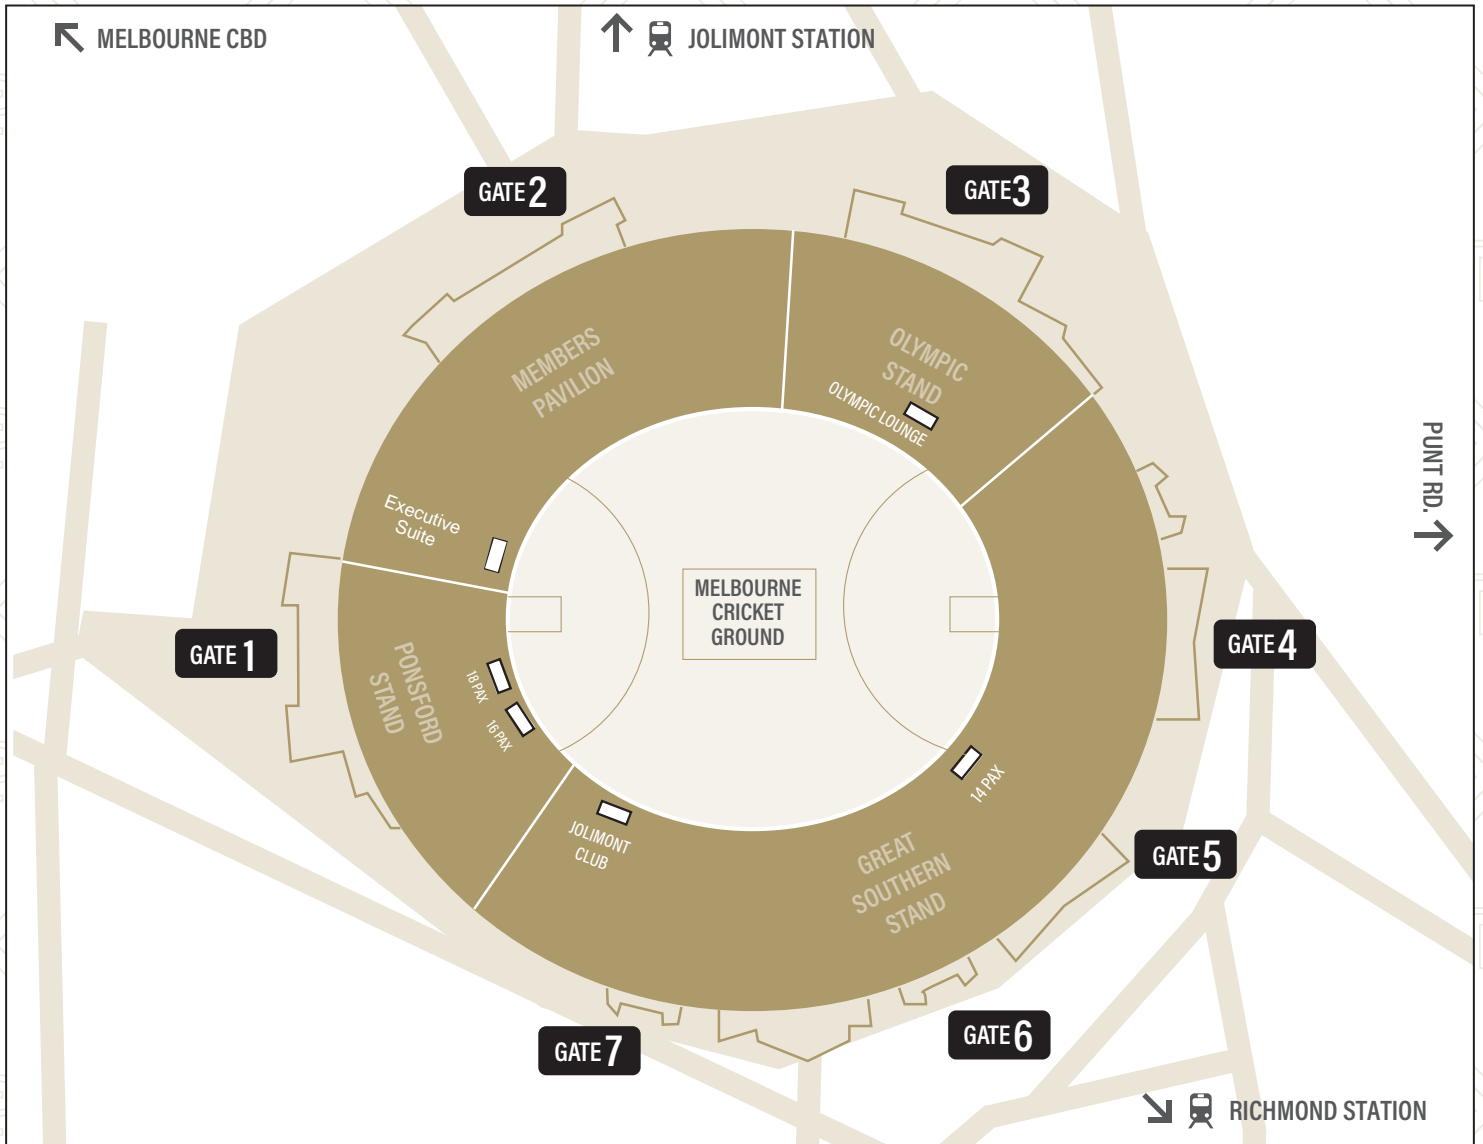 MELBOURNE CBD
JOLIMONT STATION
GATE 2
GATE 3
MEMBERS
PAVILION
OLYMPIC
STAND
OLYMPIC LOUNGE
PUNT RD.
Executive
Suite
MELBOURNE
CRICKET
GROUND
GATE 1
GATE 4
PONSFORD
STAND
18 PAX
16 PAX
14 PAX
JOLIMONT
CLUB
GREAT
SOUTHERN
STAND
GATE 5
GATE 6
GATE 7
RICHMOND STATION